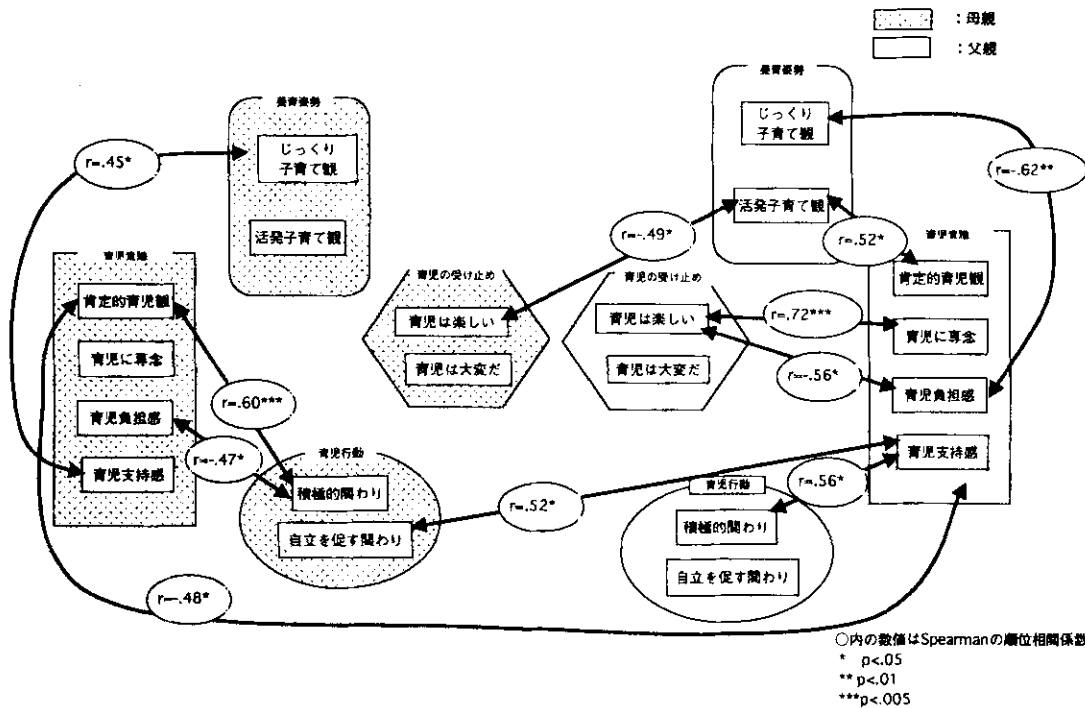 ：母親
：父親
養育姿勢
じっくり
子育て観
活発子育て観
養育姿勢
じっくり
子育て観
活発子育て観
r=.45*
r=-.62**
r=-.49*
r=.52*
育児意識
肯定的育児観
育児に専念
育児負担感
育児支持感
育児の受け止め
育児は楽しい
育児は大変だ
育児の受け止め
育児は楽しい
育児は大変だ
育児意識
肯定的育児観
育児に専念
育児負担感
育児支持感
r=.72***
r=-.56*
r=.60***
r=-.47*
育児行動
積極的関わり
自立を促す関わり
r=.52*
r=.56*
育児行動
積極的関わり
自立を促す関わり
r=-.48*
○内の数値はSpearmanの順位相関係数
* p<.05
** p<.01
***p<.005